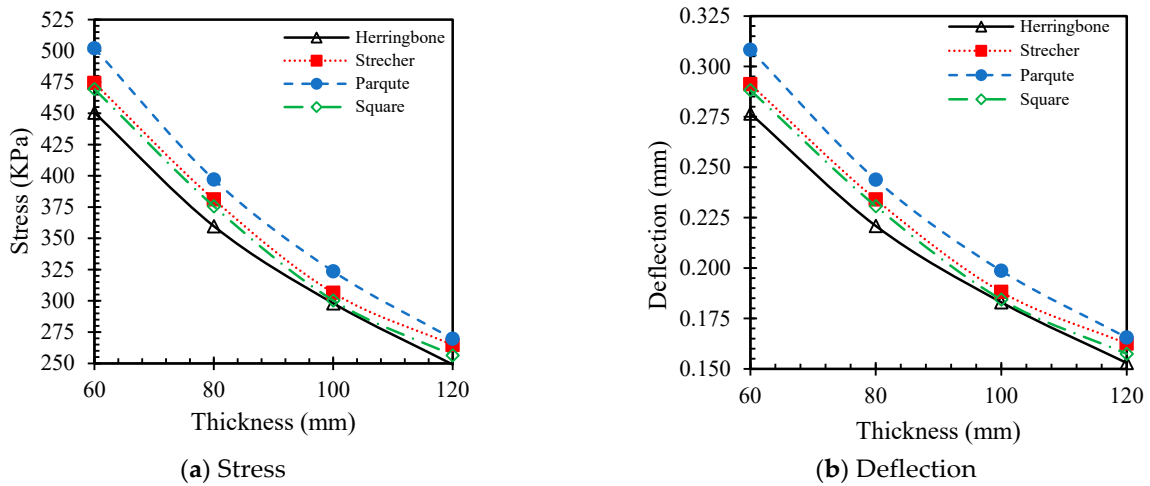 525
500
475
450
425
400
375
350
325
300
275
250
Stress (KPa)
60
80
100
120
Thickness (mm)
Herringbone
Strecher
Parqute
Square
(a) Stress
0.325
0.300
0.275
0.250
0.225
0.200
0.175
0.150
Deflection (mm)
60
80
100
120
Thickness (mm)
Herringbone
Strecher
Parqute
Square
(b) Deflection